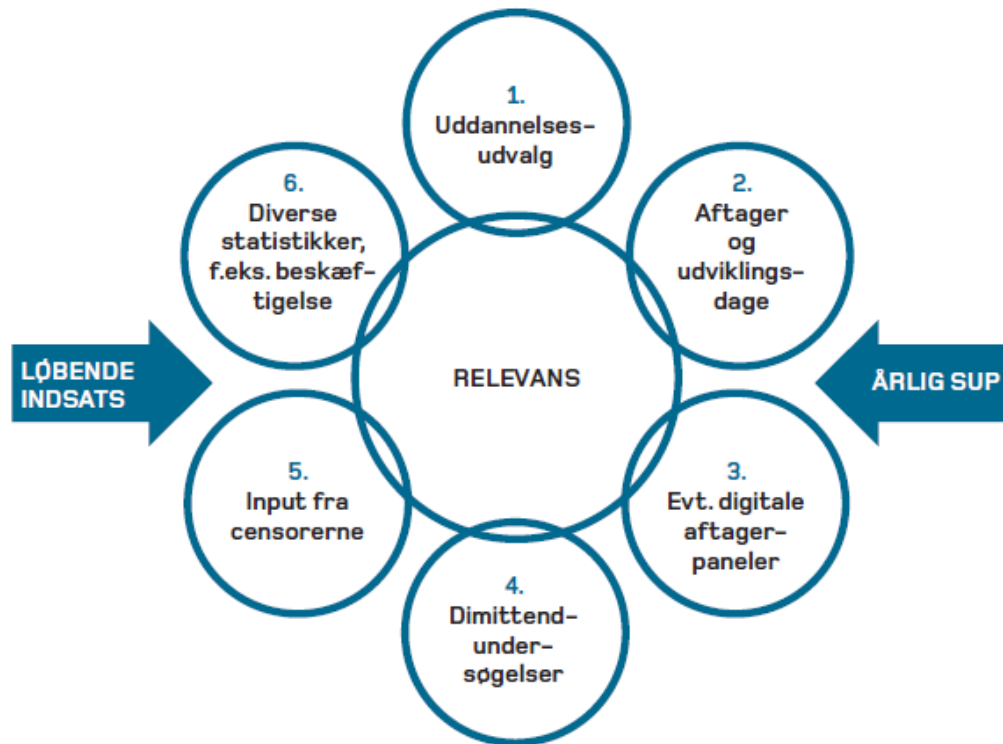 1.
Uddannelses-
udvalg
2.
Aftager
og
udviklings-
dage
3.
Evt. digitale
aftager-
paneler
4.
Dimittend-
under-
søgelser
5.
Input fra
censorerne
6.
Diverse
statistikker,
f.eks. beskæf-
tigelse
RELEVANS
LØBENDE
INDSATS
ÅRLIG SUP